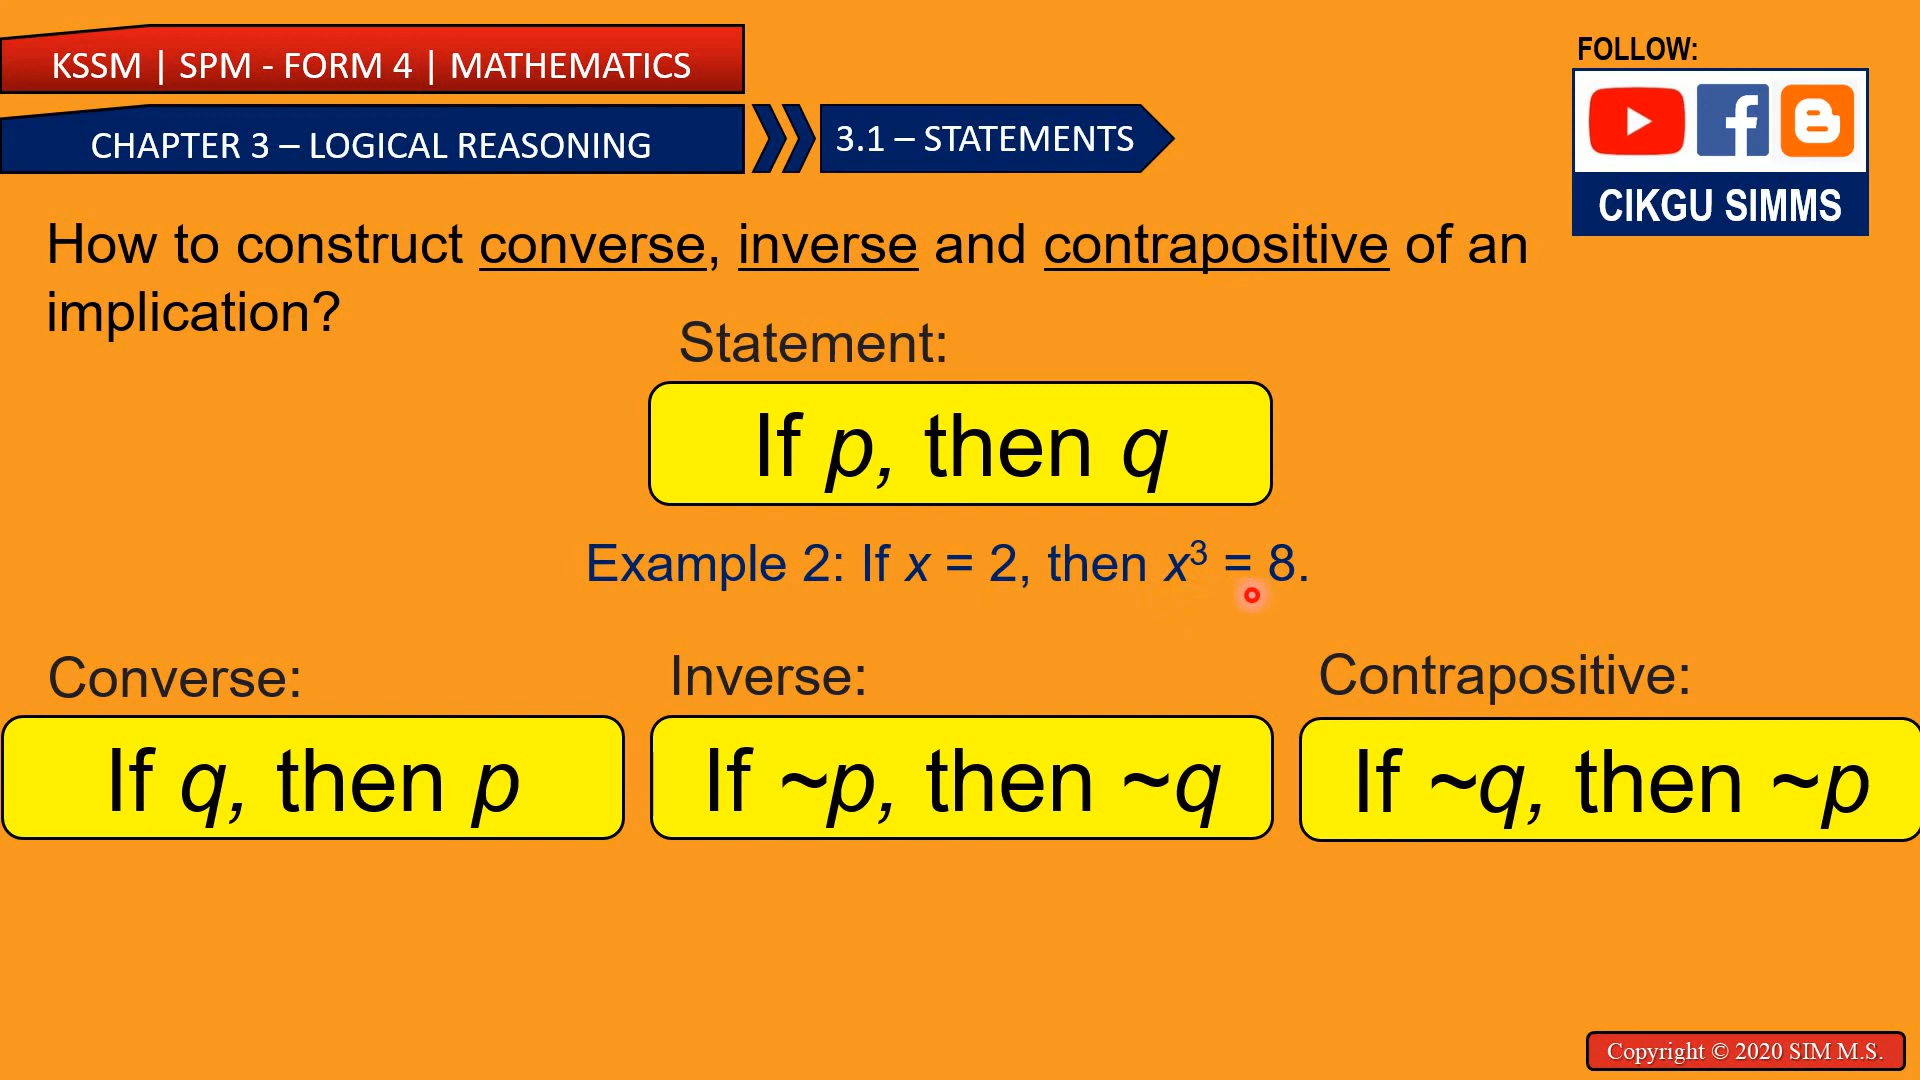 KSSM | SPM - FORM 4 | MATHEMATICS
CHAPTER 3 – LOGICAL REASONING
3.1 – STATEMENTS
FOLLOW:
CIKGU SIMMS
How to construct converse, inverse and contrapositive of an
implication?
Statement:
If p, then q
Example 2: If x = 2, then x³ = 8.
Converse:
If q, then p
Inverse:
If ~p, then ~q
Contrapositive:
If ~q, then ~p
Copyright © 2020 SIM M.S.